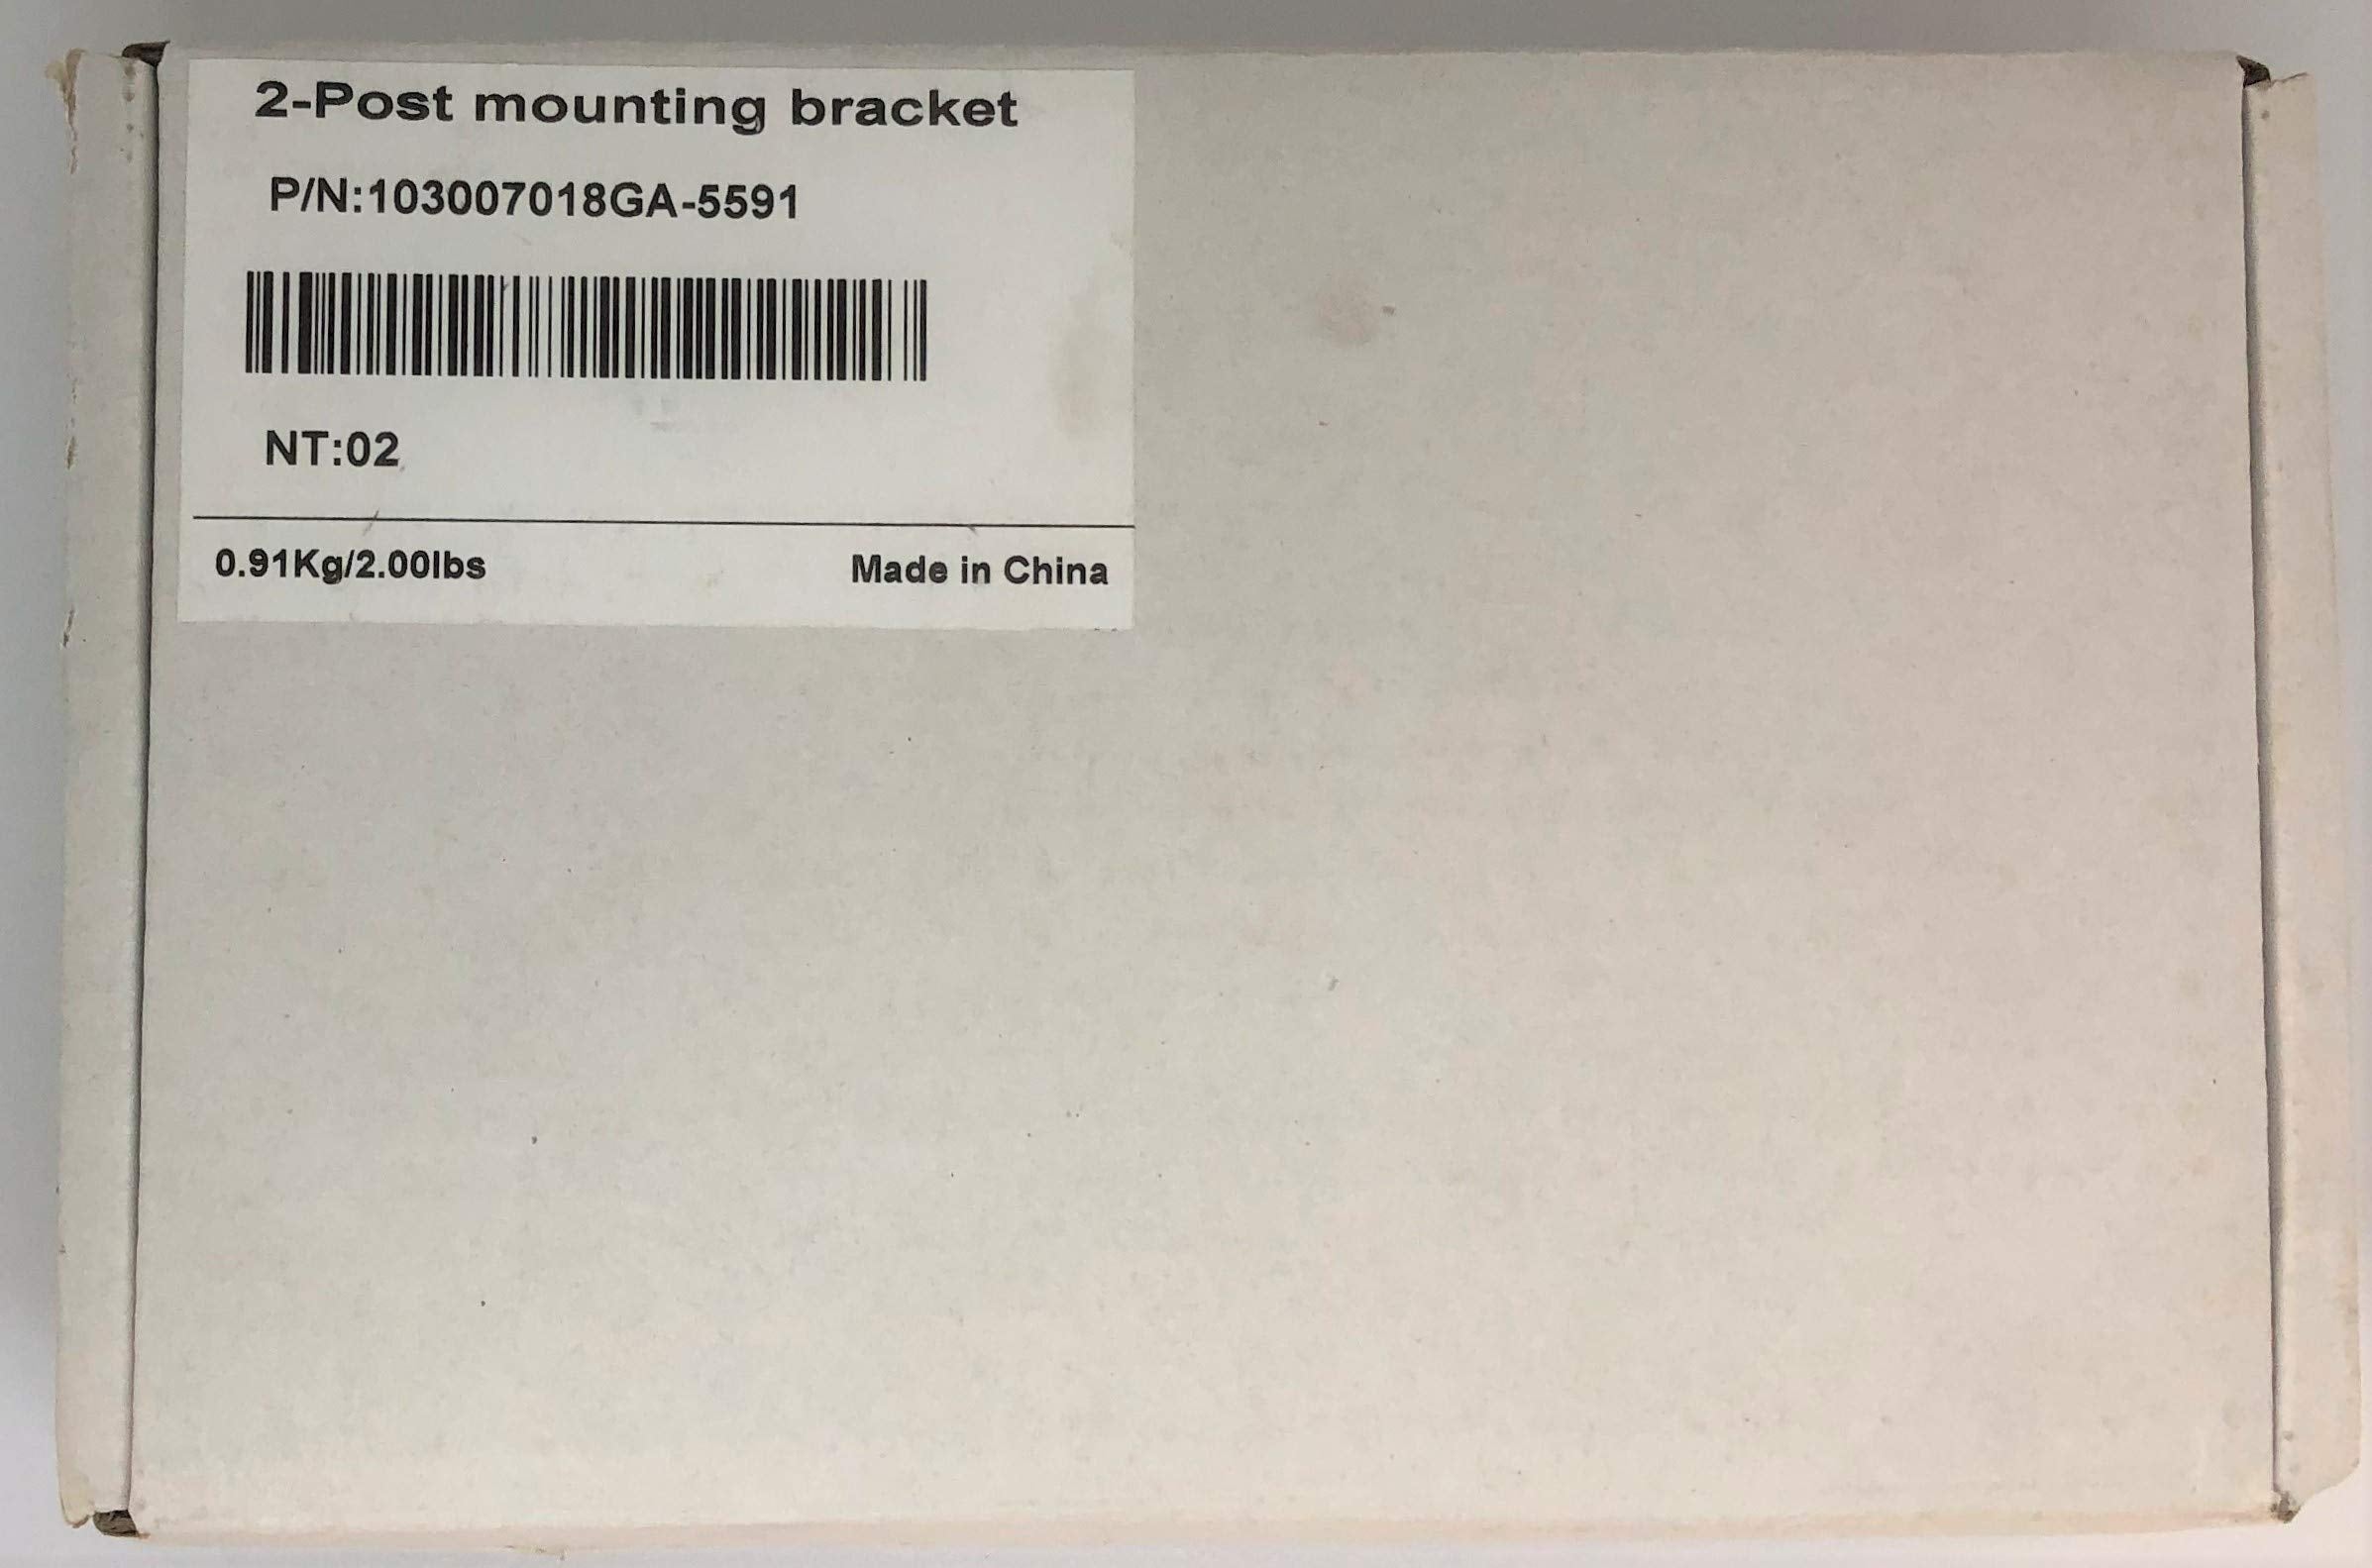 2-Post mounting bracket
P/N:103007018GA-5591
NT:02
0.91Kg/2.00lbs Made in China